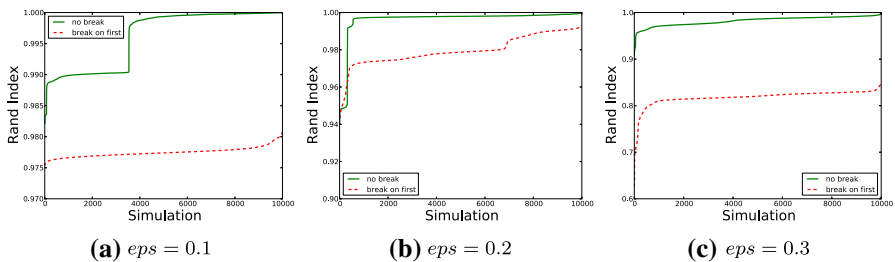 1.000
0.995
0.990
0.985
0.980
0.975
0.970
Rand Index
no break
break on first
0 2000 4000 6000 8000 10000
Simulation
(a) eps = 0.1
1.00
0.98
0.96
0.94
0.92
0.90
Rand Index
no break
break on first
0 2000 4000 6000 8000 10000
Simulation
(b) eps = 0.2
1.0
0.9
0.8
0.7
0.6
Rand Index
no break
break on first
0 2000 4000 6000 8000 10000
Simulation
(c) eps = 0.3